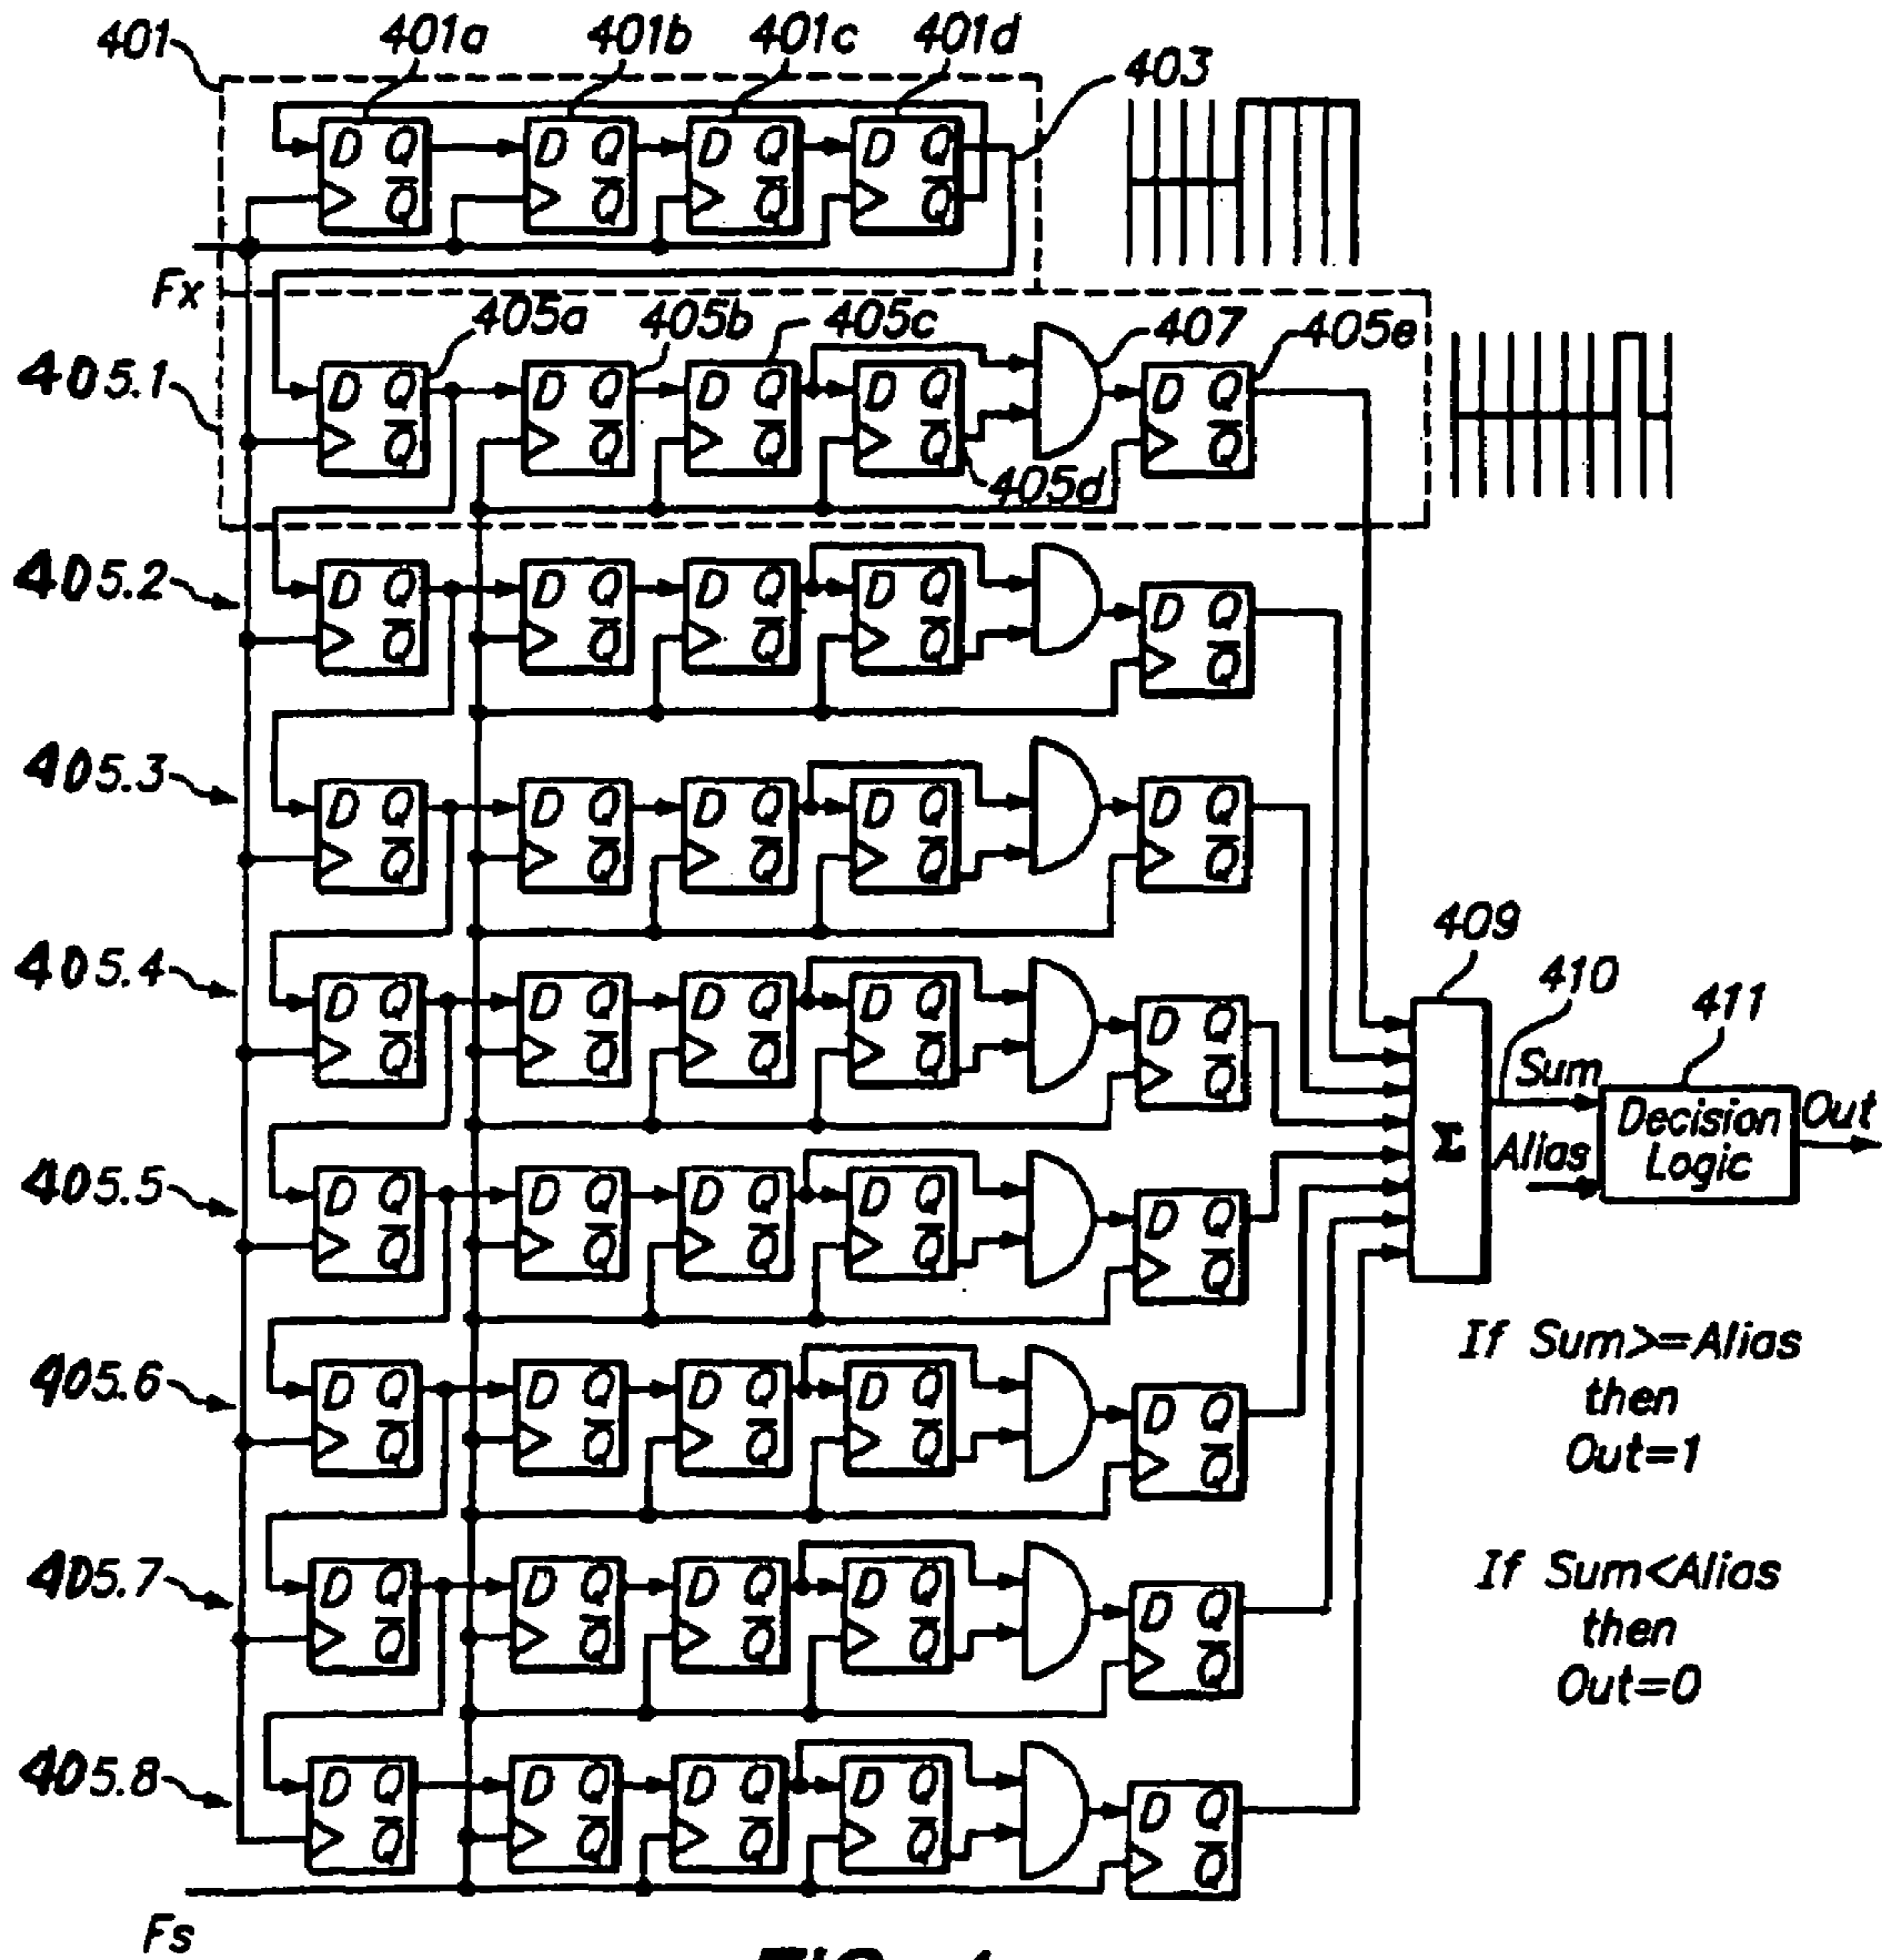 401 401a 401b 401c 401d 403
D Q D Q D Q D Q
Q̄ Q̄ Q̄ Q̄
Fx
405.1 405a 405b 405c 407 405e
D Q D Q D Q D Q D Q
Q̄ Q̄ Q̄ Q̄ Q̄
405d
405.2
D Q D Q D Q D Q D Q
Q̄ Q̄ Q̄ Q̄ Q̄
405.3
D Q D Q D Q D Q D Q
Q̄ Q̄ Q̄ Q̄ Q̄
405.4
D Q D Q D Q D Q D Q
Q̄ Q̄ Q̄ Q̄ Q̄
405.5
D Q D Q D Q D Q D Q
Q̄ Q̄ Q̄ Q̄ Q̄
405.6
D Q D Q D Q D Q D Q
Q̄ Q̄ Q̄ Q̄ Q̄
405.7
D Q D Q D Q D Q D Q
Q̄ Q̄ Q̄ Q̄ Q̄
405.8
D Q D Q D Q D Q D Q
Q̄ Q̄ Q̄ Q̄ Q̄
Fs
409
Σ
410
Sum
Alias
411
Decision
Logic
Out
If Sum>=Alias
then
Out=1
If Sum<Alias
then
Out=0
FIG. 4